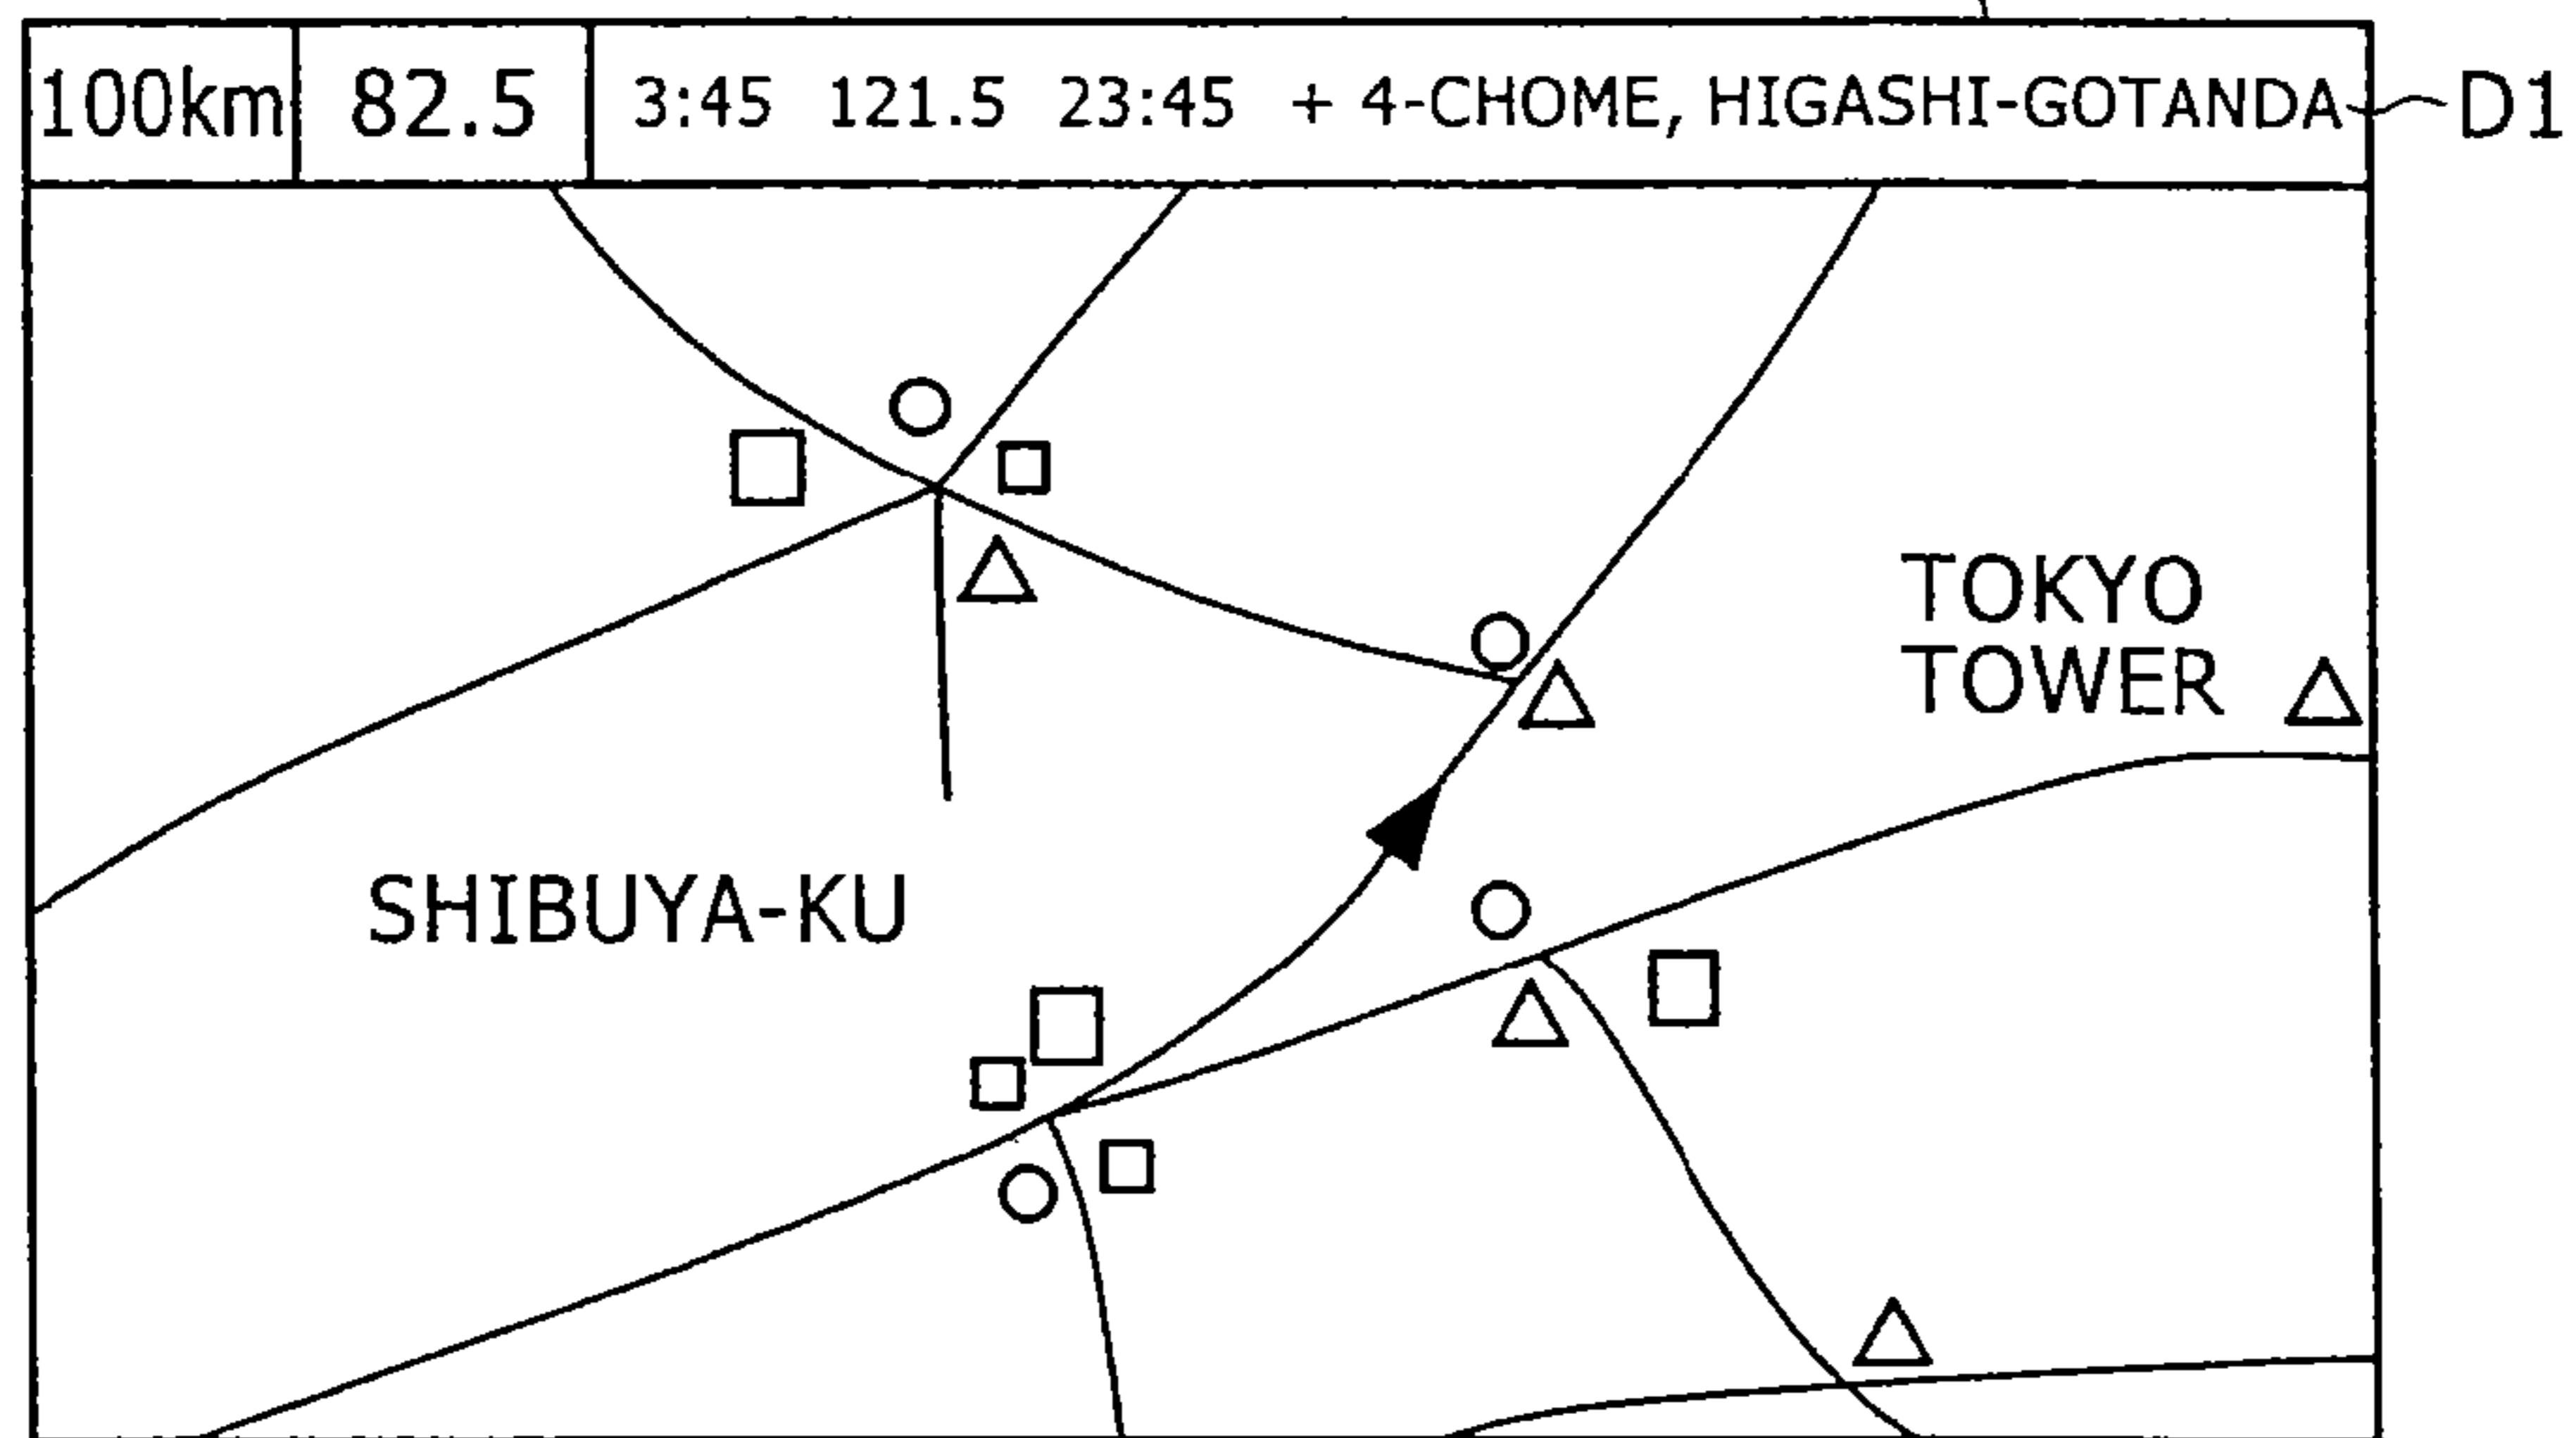 100km 82.5 3:45 121.5 23:45 + 4-CHOME, HIGASHI-GOTANDA D1
TOKYO
TOWER
SHIBUYA-KU